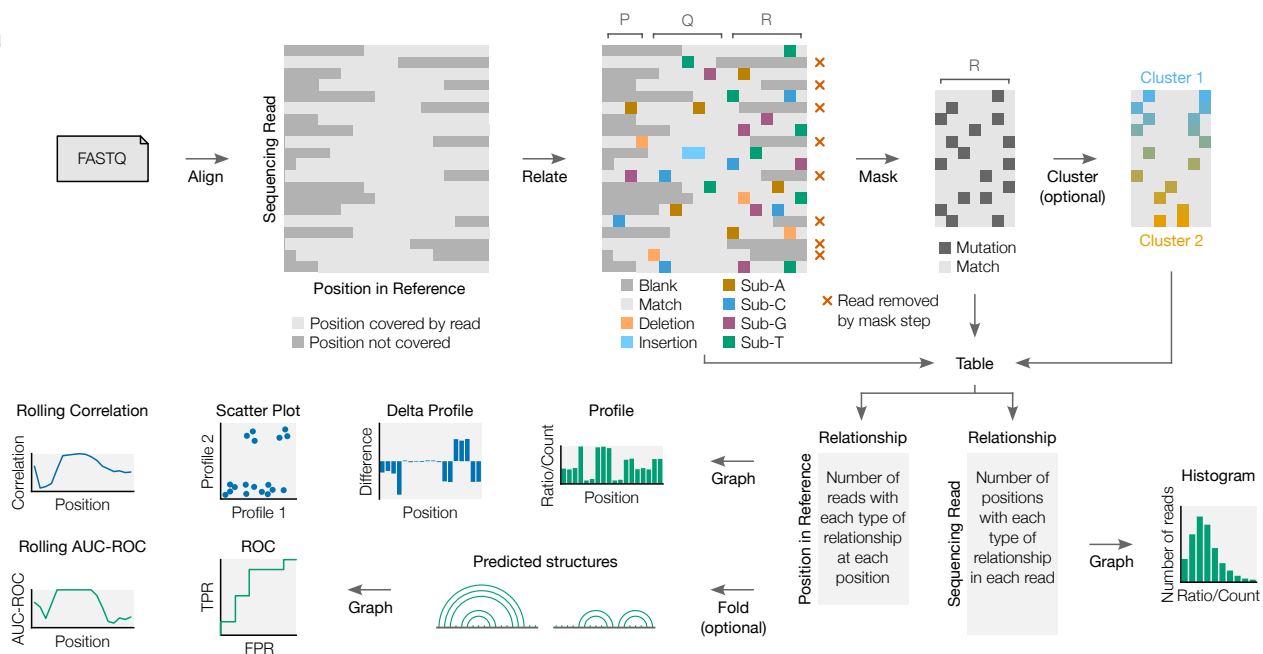 P
Q
R
FASTQ
Align
Sequencing Read
Position in Reference
Position covered by read
Position not covered
Relate
Blank
Match
Deletion
Insertion
Sub-A
Sub-C
Sub-G
Sub-T
Read removed
by mask step
Mask
R
Mutation
Match
Cluster
(optional)
Cluster 1
Cluster 2
Table
Rolling Correlation
Correlation
Position
Scatter Plot
Profile 2
Profile 1
Delta Profile
Difference
Position
Profile
Ratio/Count
Position
Graph
Relationship
Position in Reference
Number of
reads with
each type of
relationship
at each
position
Relationship
Sequencing Read
Number of
positions
with each
type of
relationship
in each read
Graph
Histogram
Number of reads
Ratio/Count
Rolling AUC-ROC
AUC-ROC
Position
ROC
TPR
FPR
Graph
Predicted structures
Fold
(optional)